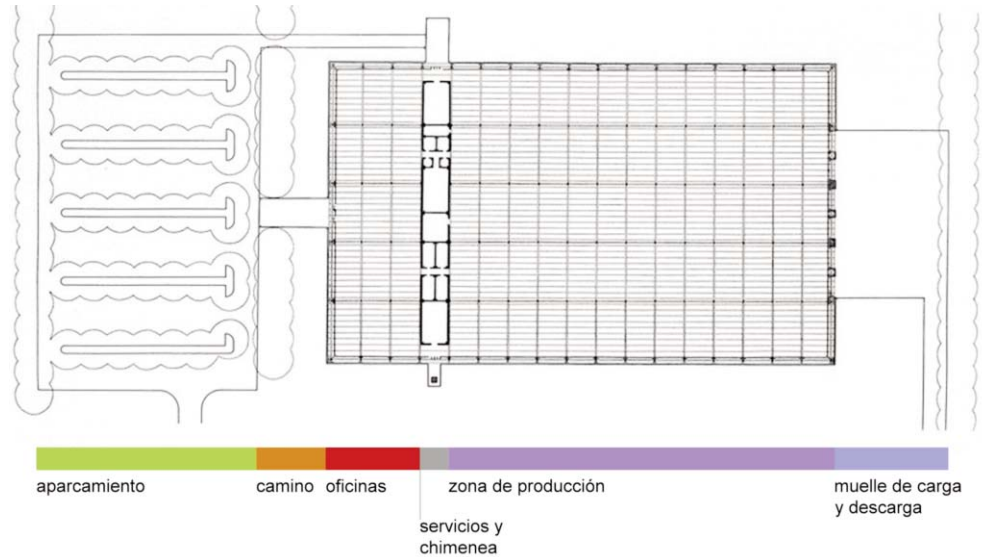 aparcamiento
camino
oficinas
servicios y
chimenea
zona de producción
muelle de carga
y descarga